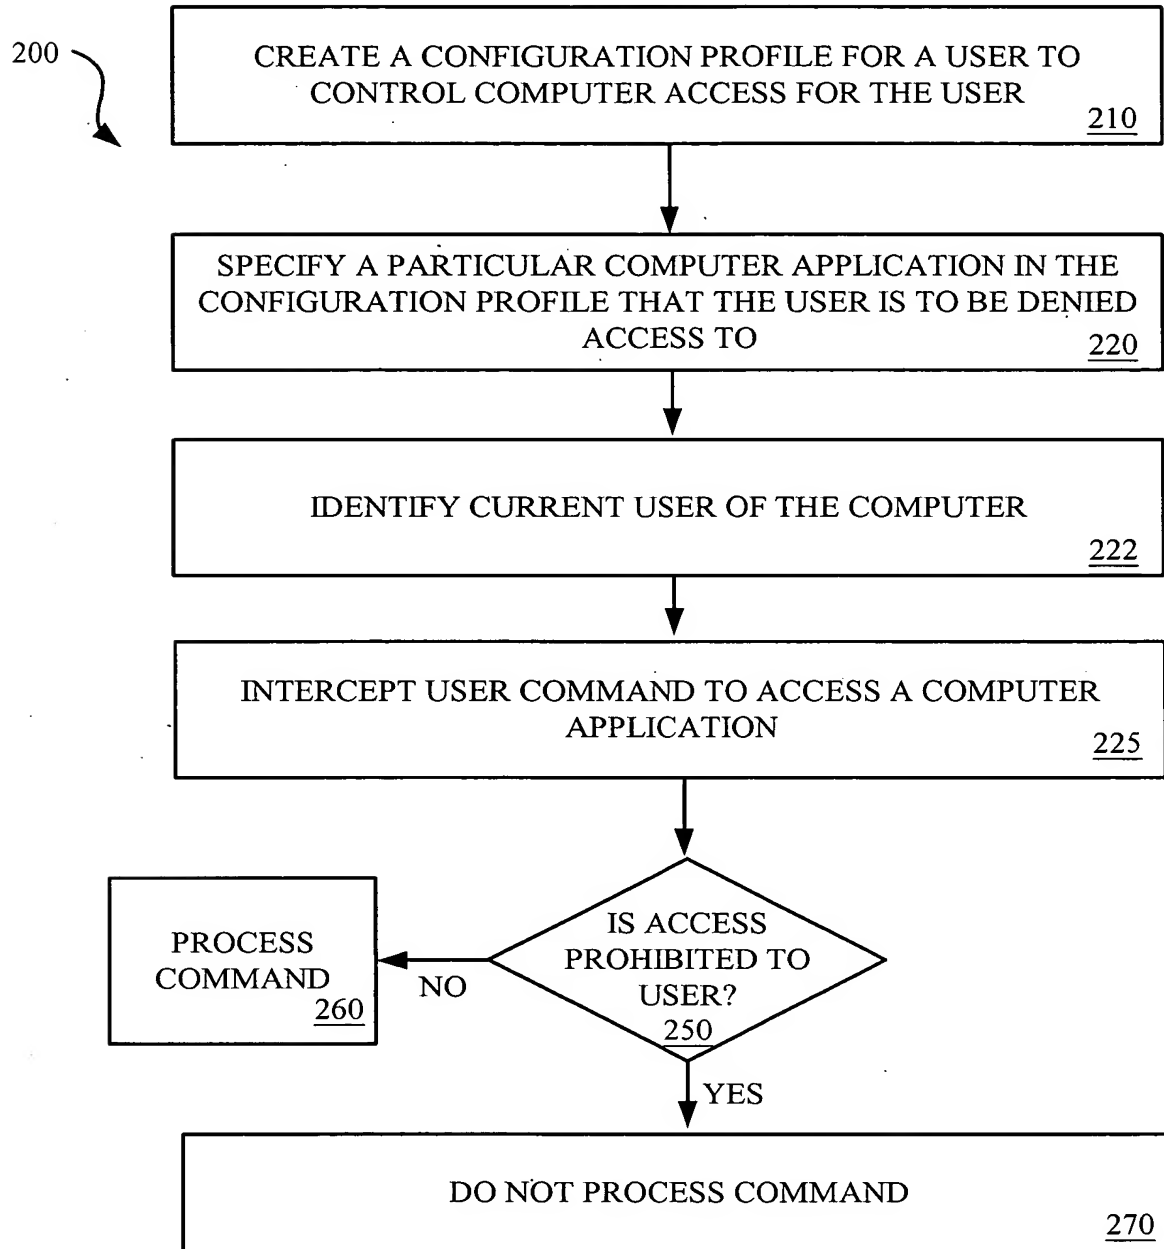 200
CREATE A CONFIGURATION PROFILE FOR A USER TO
CONTROL COMPUTER ACCESS FOR THE USER
210
SPECIFY A PARTICULAR COMPUTER APPLICATION IN THE
CONFIGURATION PROFILE THAT THE USER IS TO BE DENIED
ACCESS TO
220
IDENTIFY CURRENT USER OF THE COMPUTER
222
INTERCEPT USER COMMAND TO ACCESS A COMPUTER
APPLICATION
225
IS ACCESS
PROHIBITED TO
USER?
250
NO
PROCESS
COMMAND
260
YES
DO NOT PROCESS COMMAND
270